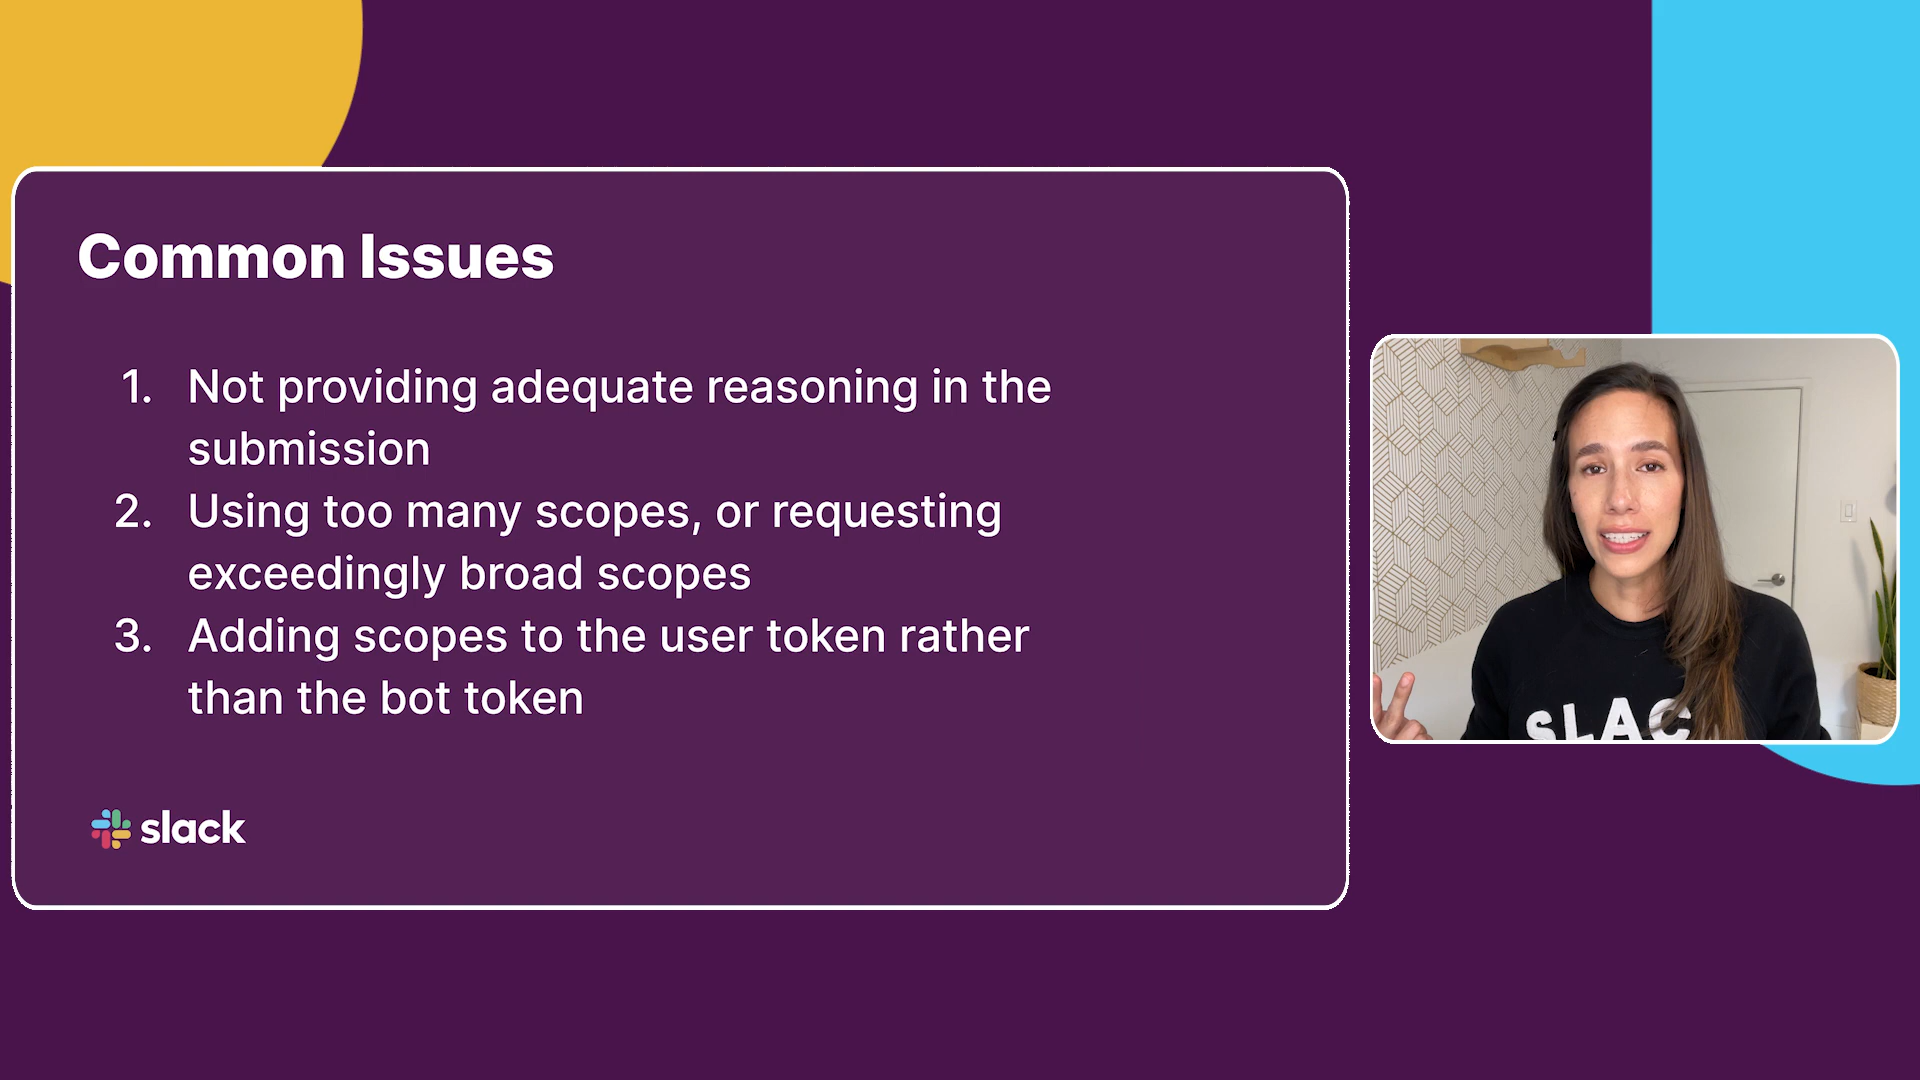 Common Issues
1. Not providing adequate reasoning in the
submission
2. Using too many scopes, or requesting
exceedingly broad scopes
3. Adding scopes to the user token rather
than the bot token
slack
SLAC